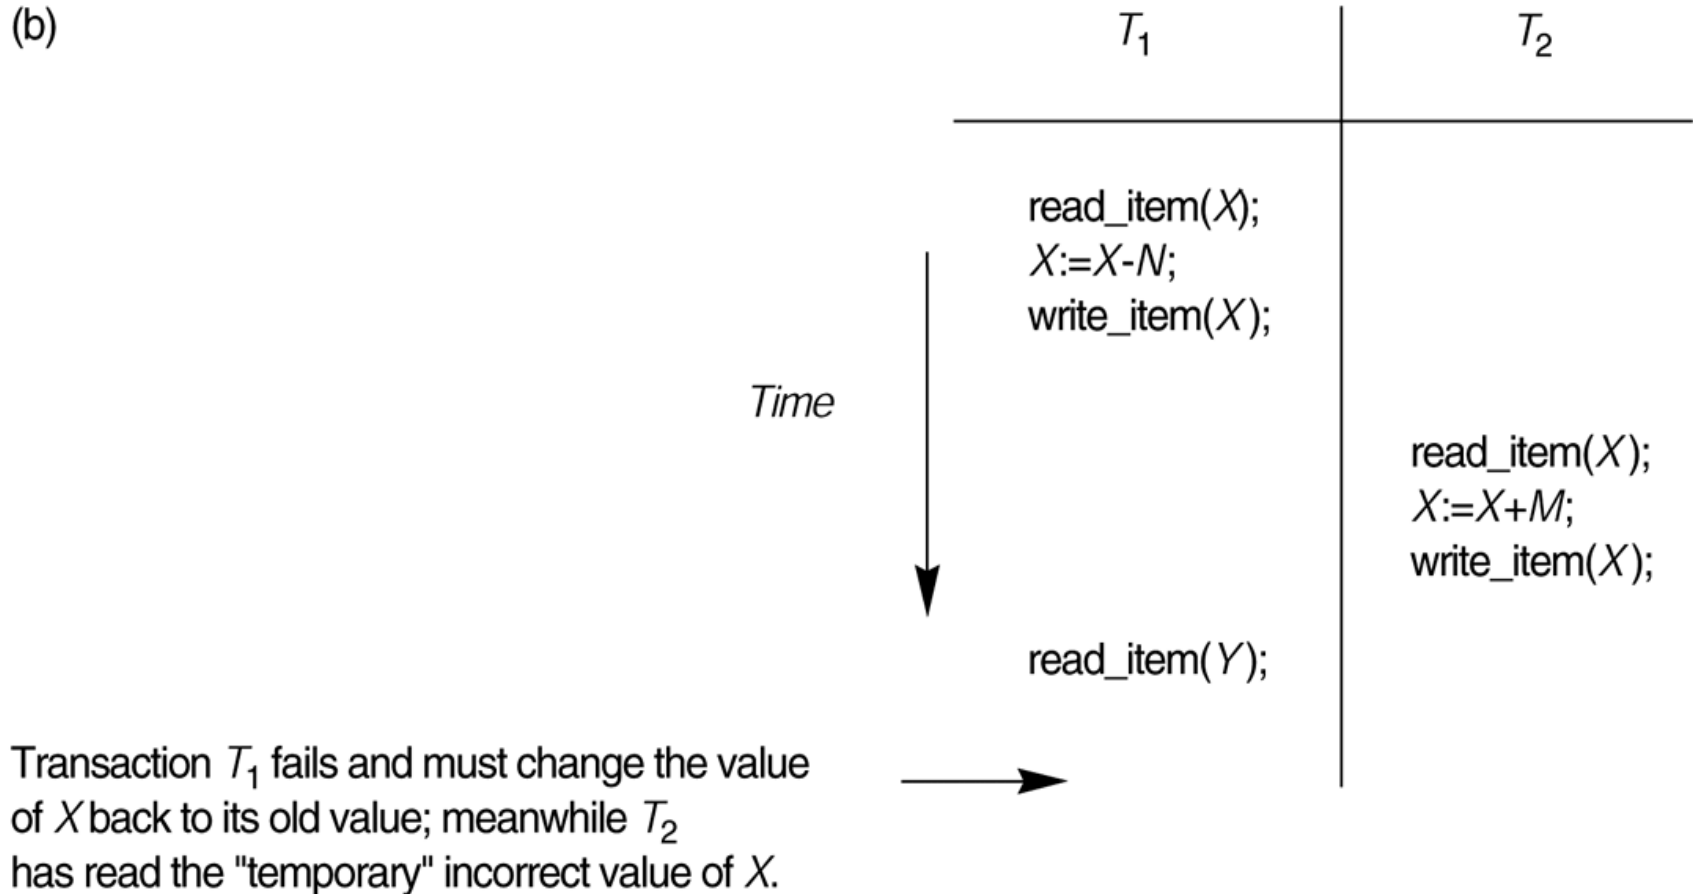 (b)
T1 T2
read_item(X);
X:=X-N;
write_item(X);
Time
read_item(X);
X:=X+M;
write_item(X);
read_item(Y);
Transaction T1 fails and must change the value
of X back to its old value; meanwhile T2
has read the "temporary" incorrect value of X.